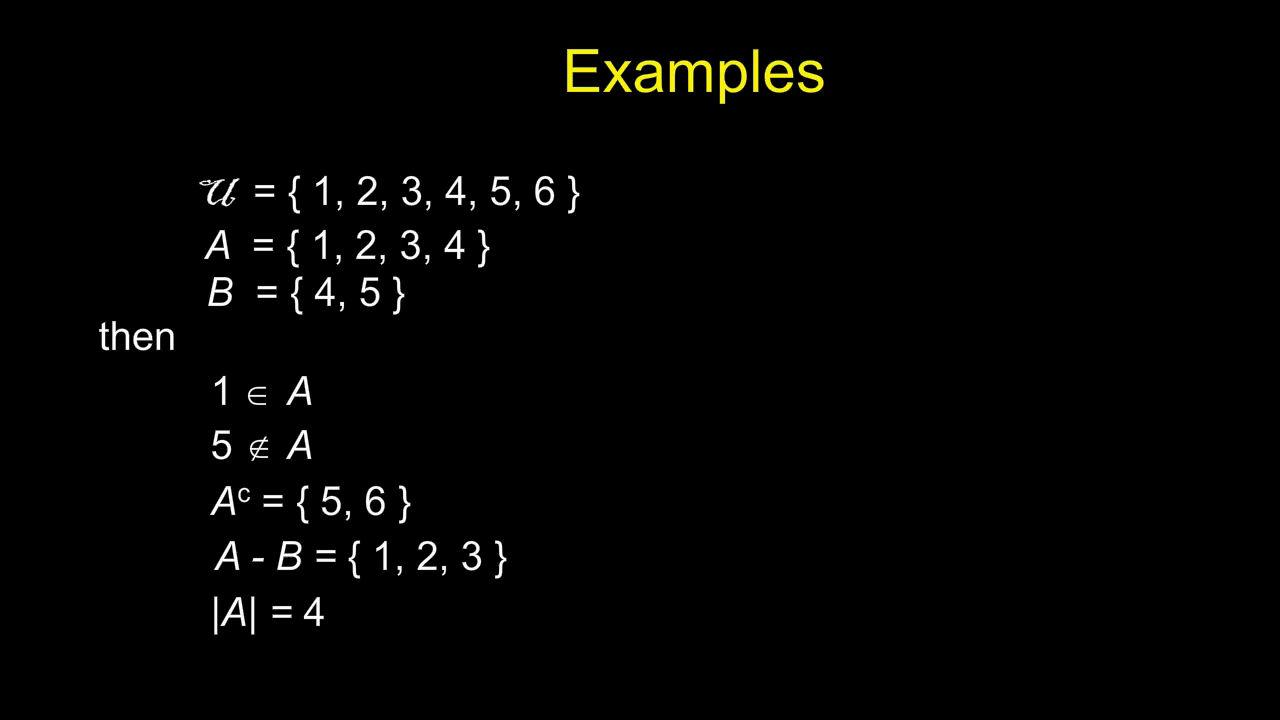 Examples
𝒰 = { 1, 2, 3, 4, 5, 6 }
A = { 1, 2, 3, 4 }
B = { 4, 5 }
then
1 ∈ A
5 ∉ A
Aᶜ = { 5, 6 }
A - B = { 1, 2, 3 }
|A| = 4